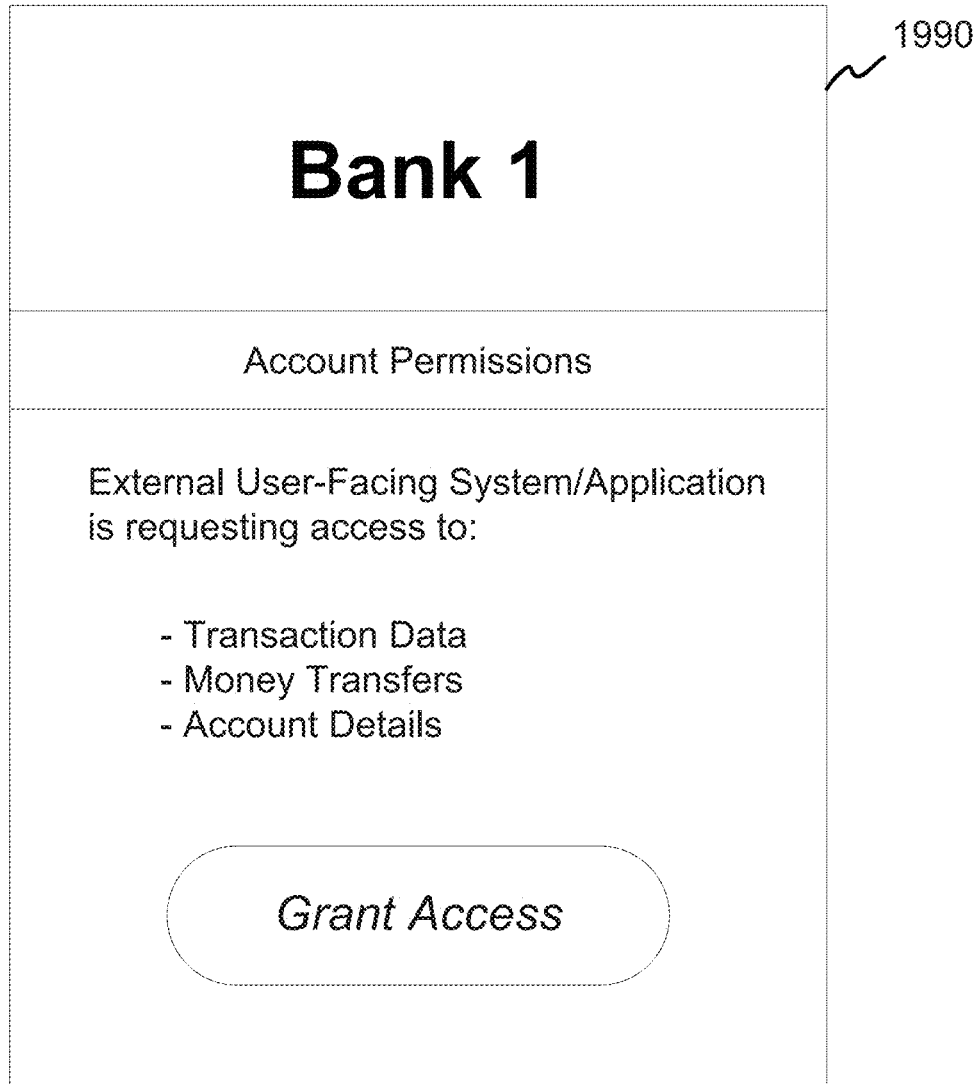 1990
Bank 1
Account Permissions
External User-Facing System/Application
is requesting access to:
- Transaction Data
- Money Transfers
- Account Details
Grant Access